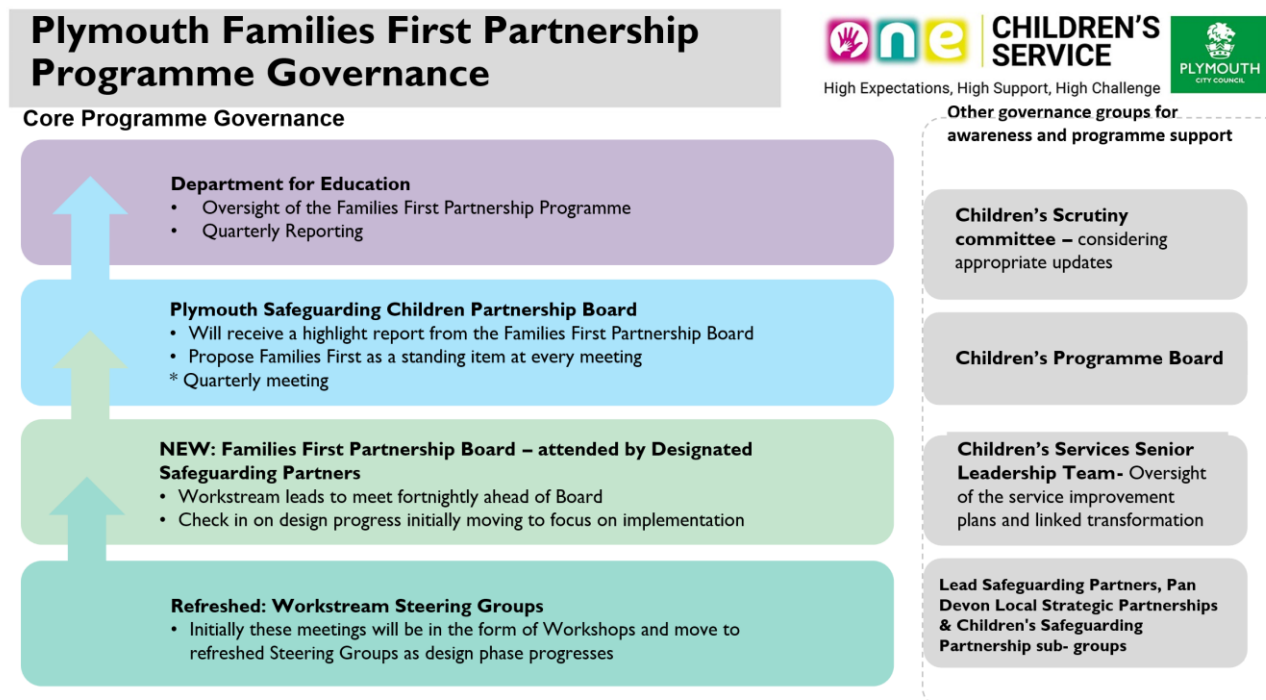 Plymouth Families First Partnership
Programme Governance
one
CHILDREN'S
SERVICE
High Expectations, High Support, High Challenge
PLYMOUTH
CITY COUNCIL
Core Programme Governance
Department for Education
• Oversight of the Families First Partnership Programme
• Quarterly Reporting
Plymouth Safeguarding Children Partnership Board
• Will receive a highlight report from the Families First Partnership Board
• Propose Families First as a standing item at every meeting
* Quarterly meeting
NEW: Families First Partnership Board – attended by Designated
Safeguarding Partners
• Workstream leads to meet fortnightly ahead of Board
• Check in on design progress initially moving to focus on implementation
Refreshed: Workstream Steering Groups
• Initially these meetings will be in the form of Workshops and move to
refreshed Steering Groups as design phase progresses
Other governance groups for
awareness and programme support
Children's Scrutiny
committee – considering
appropriate updates
Children's Programme Board
Children's Services Senior
Leadership Team- Oversight
of the service improvement
plans and linked transformation
Lead Safeguarding Partners, Pan
Devon Local Strategic Partnerships
& Children's Safeguarding
Partnership sub- groups